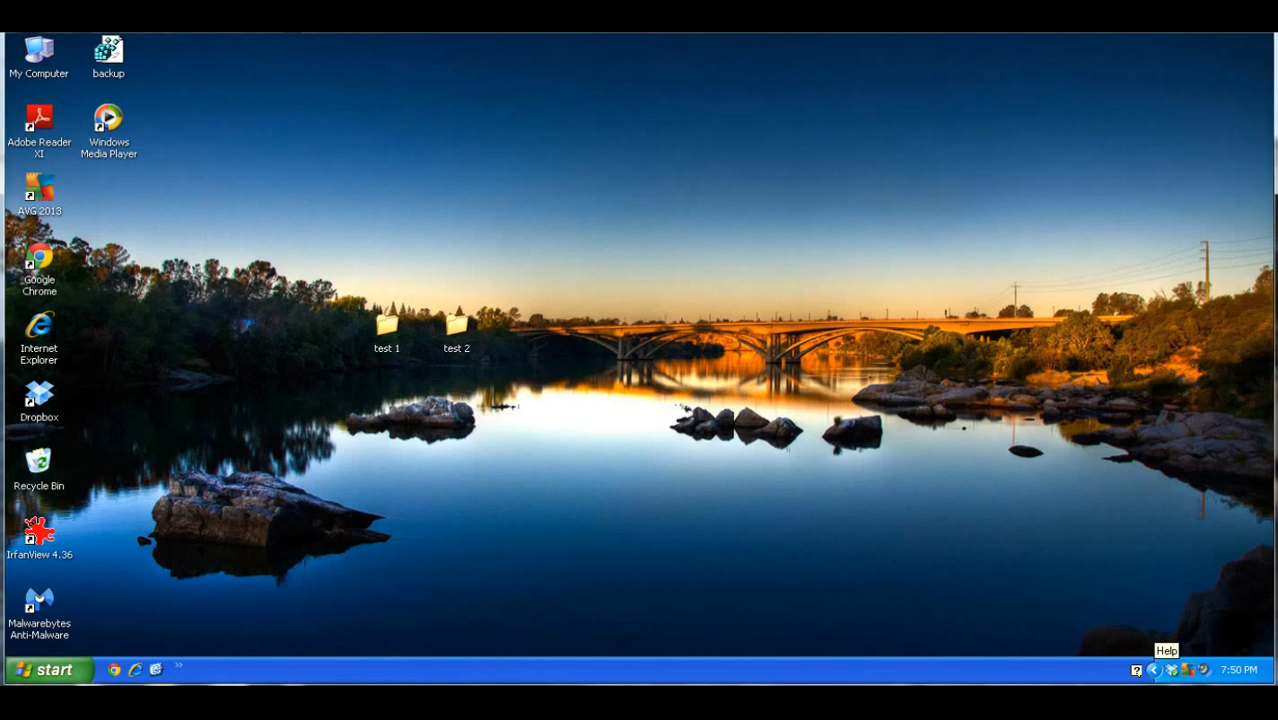 My Computer
backup
Adobe Reader
XI
Windows
Media Player
AVG 2013
Google
Chrome
Internet
Explorer
test 1
test 2
Dropbox
Recycle Bin
IrfanView 4.36
Malwarebytes
Anti-Malware
Help
start
?
7:50 PM